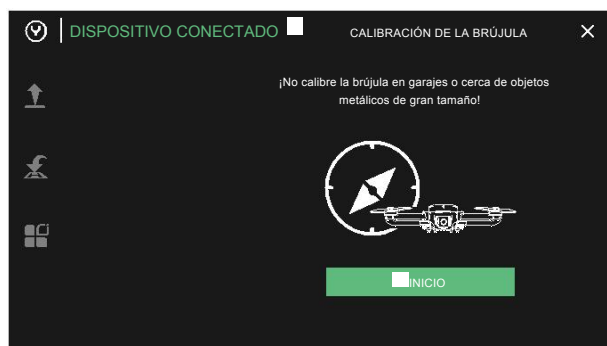 DISPOSITIVO CONECTADO
CALIBRACIÓN DE LA BRÚJULA
¡No calibre la brújula en garajes o cerca de objetos
metálicos de gran tamaño!
INICIO